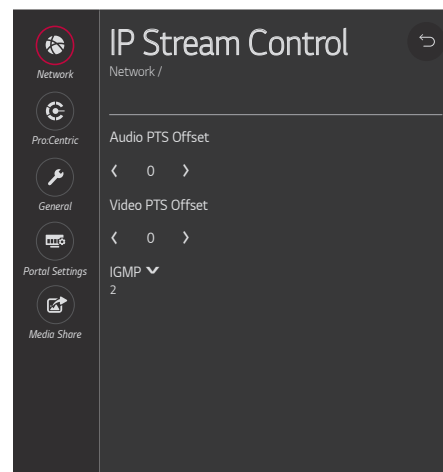 IP Stream Control
Network /
Network
Pro:Centric
General
Portal Settings
Media Share
Audio PTS Offset
0
Video PTS Offset
0
IGMP
2